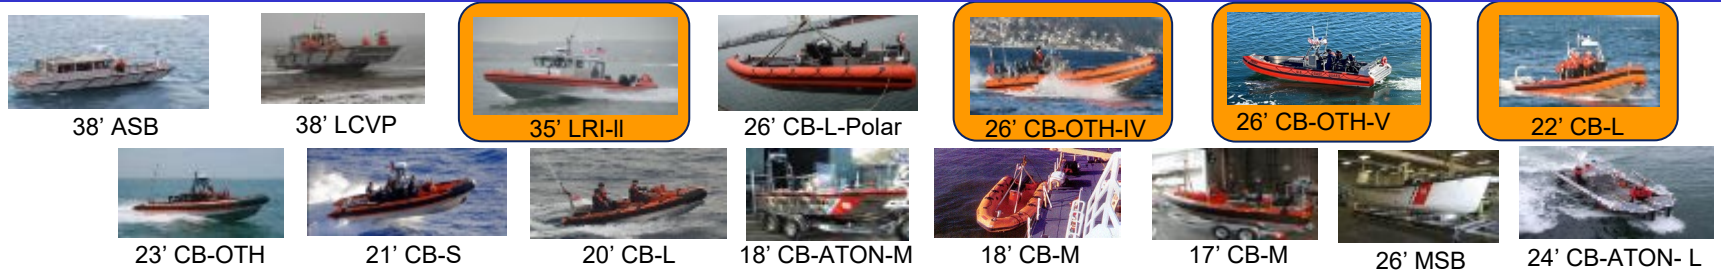 38’ ASB
38’ LCVP
35’ LRI-II
26’ CB-L-Polar
26’ CB-OTH-IV
26’ CB-OTH-V
22’ CB-L
23’ CB-OTH
21’ CB-S
20’ CB-L
18’ CB-ATON-M
18’ CB-M
17’ CB-M
26’ MSB
24’ CB-ATON- L